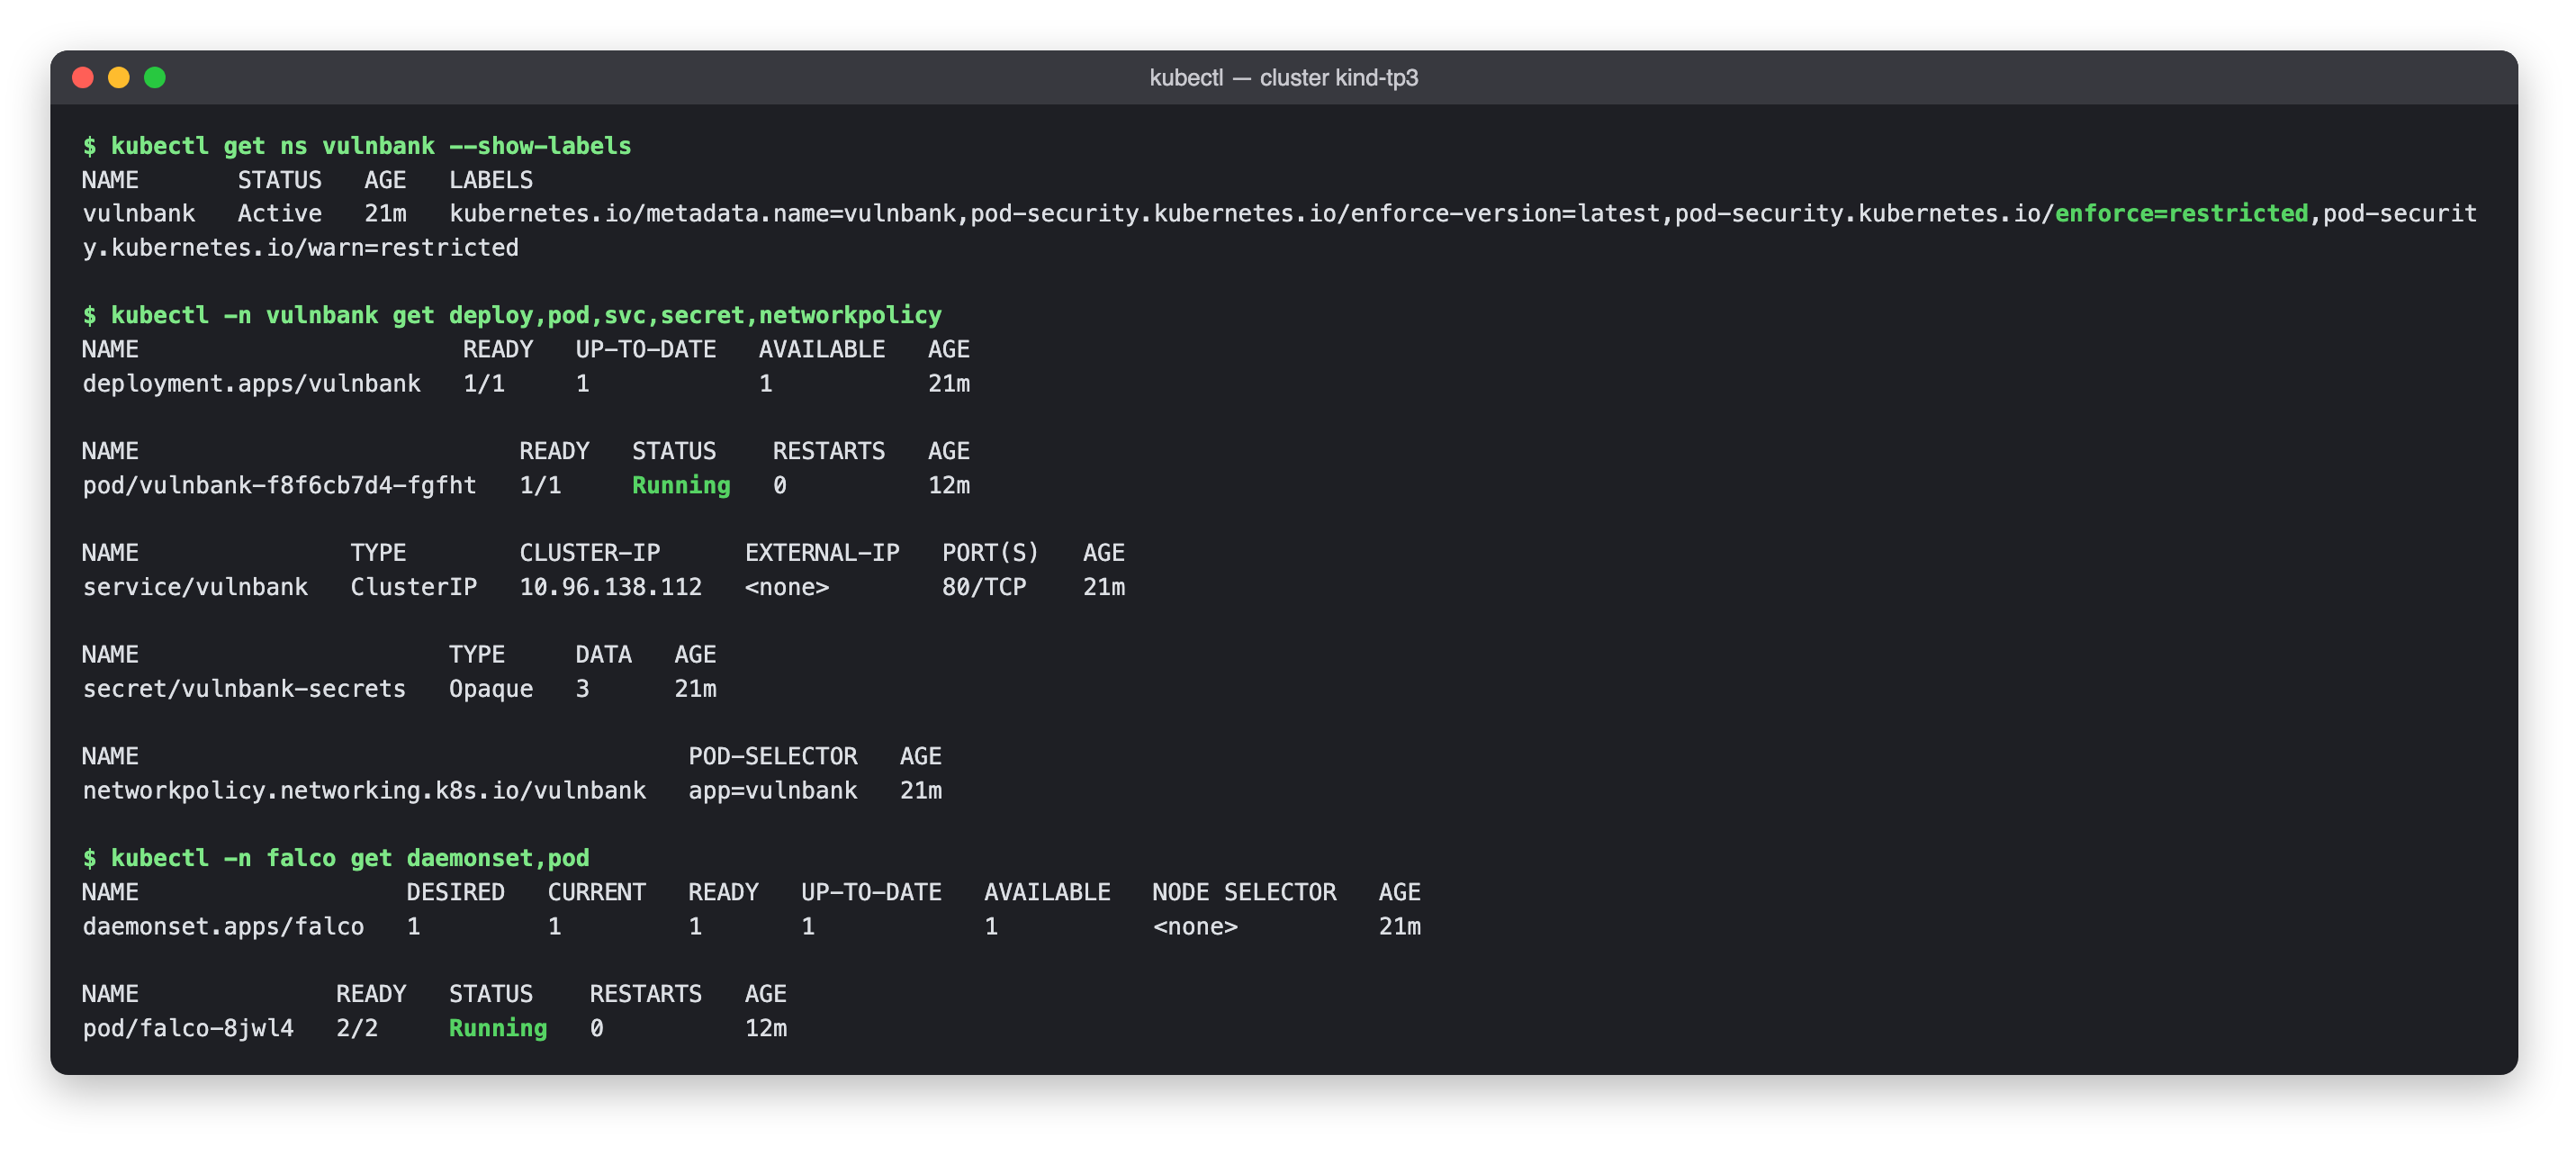 kubectl — cluster kind-tp3
$ kubectl get ns vulnbank --show-labels
NAME       STATUS   AGE   LABELS
vulnbank   Active   21m   kubernetes.io/metadata.name=vulnbank,pod-security.kubernetes.io/enforce-version=latest,pod-security.kubernetes.io/enforce=restricted,pod-securit
y.kubernetes.io/warn=restricted
$ kubectl -n vulnbank get deploy,pod,svc,secret,networkpolicy
NAME                       READY   UP-TO-DATE   AVAILABLE   AGE
deployment.apps/vulnbank   1/1     1            1           21m
NAME                           READY   STATUS    RESTARTS   AGE
pod/vulnbank-f8f6cb7d4-fgfht   1/1     Running   0          12m
NAME               TYPE        CLUSTER-IP      EXTERNAL-IP   PORT(S)   AGE
service/vulnbank   ClusterIP   10.96.138.112   <none>        80/TCP    21m
NAME                      TYPE     DATA   AGE
secret/vulnbank-secrets   Opaque   3      21m
NAME                                       POD-SELECTOR   AGE
networkpolicy.networking.k8s.io/vulnbank   app=vulnbank   21m
$ kubectl -n falco get daemonset,pod
NAME                   DESIRED   CURRENT   READY   UP-TO-DATE   AVAILABLE   NODE SELECTOR   AGE
daemonset.apps/falco   1         1         1       1            1           <none>          21m
NAME              READY   STATUS    RESTARTS   AGE
pod/falco-8jwl4   2/2     Running   0          12m